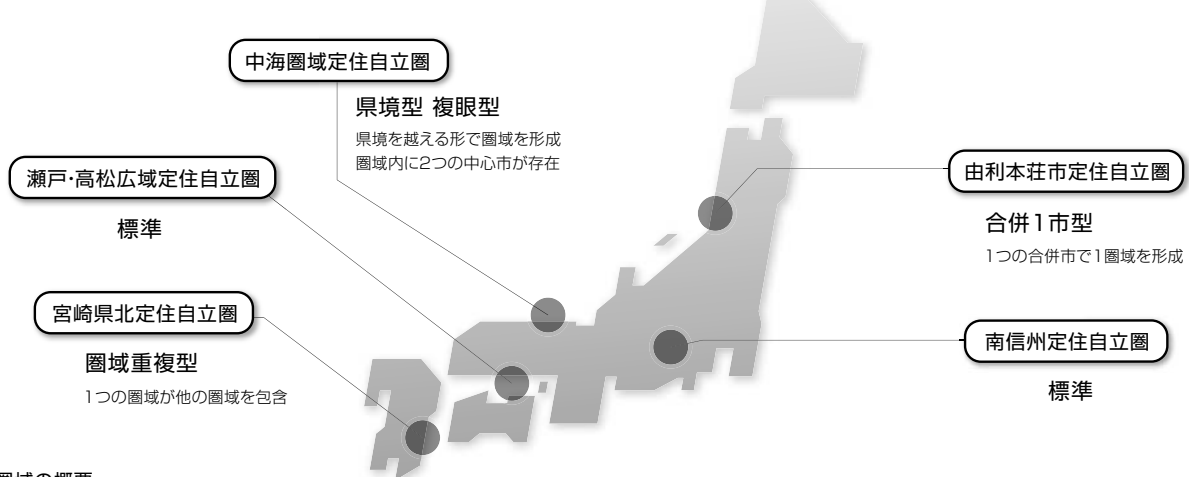 中海圏域定住自立圏
県境型 複眼型
県境を越える形で圏域を形成
圏域内に2つの中心市が存在
瀬戸・高松広域定住自立圏
標準
宮崎県北定住自立圏
圏域重複型
1つの圏域が他の圏域を包含
由利本荘市定住自立圏
合併1市型
1つの合併市で1圏域を形成
南信州定住自立圏
標準
圏域の概要